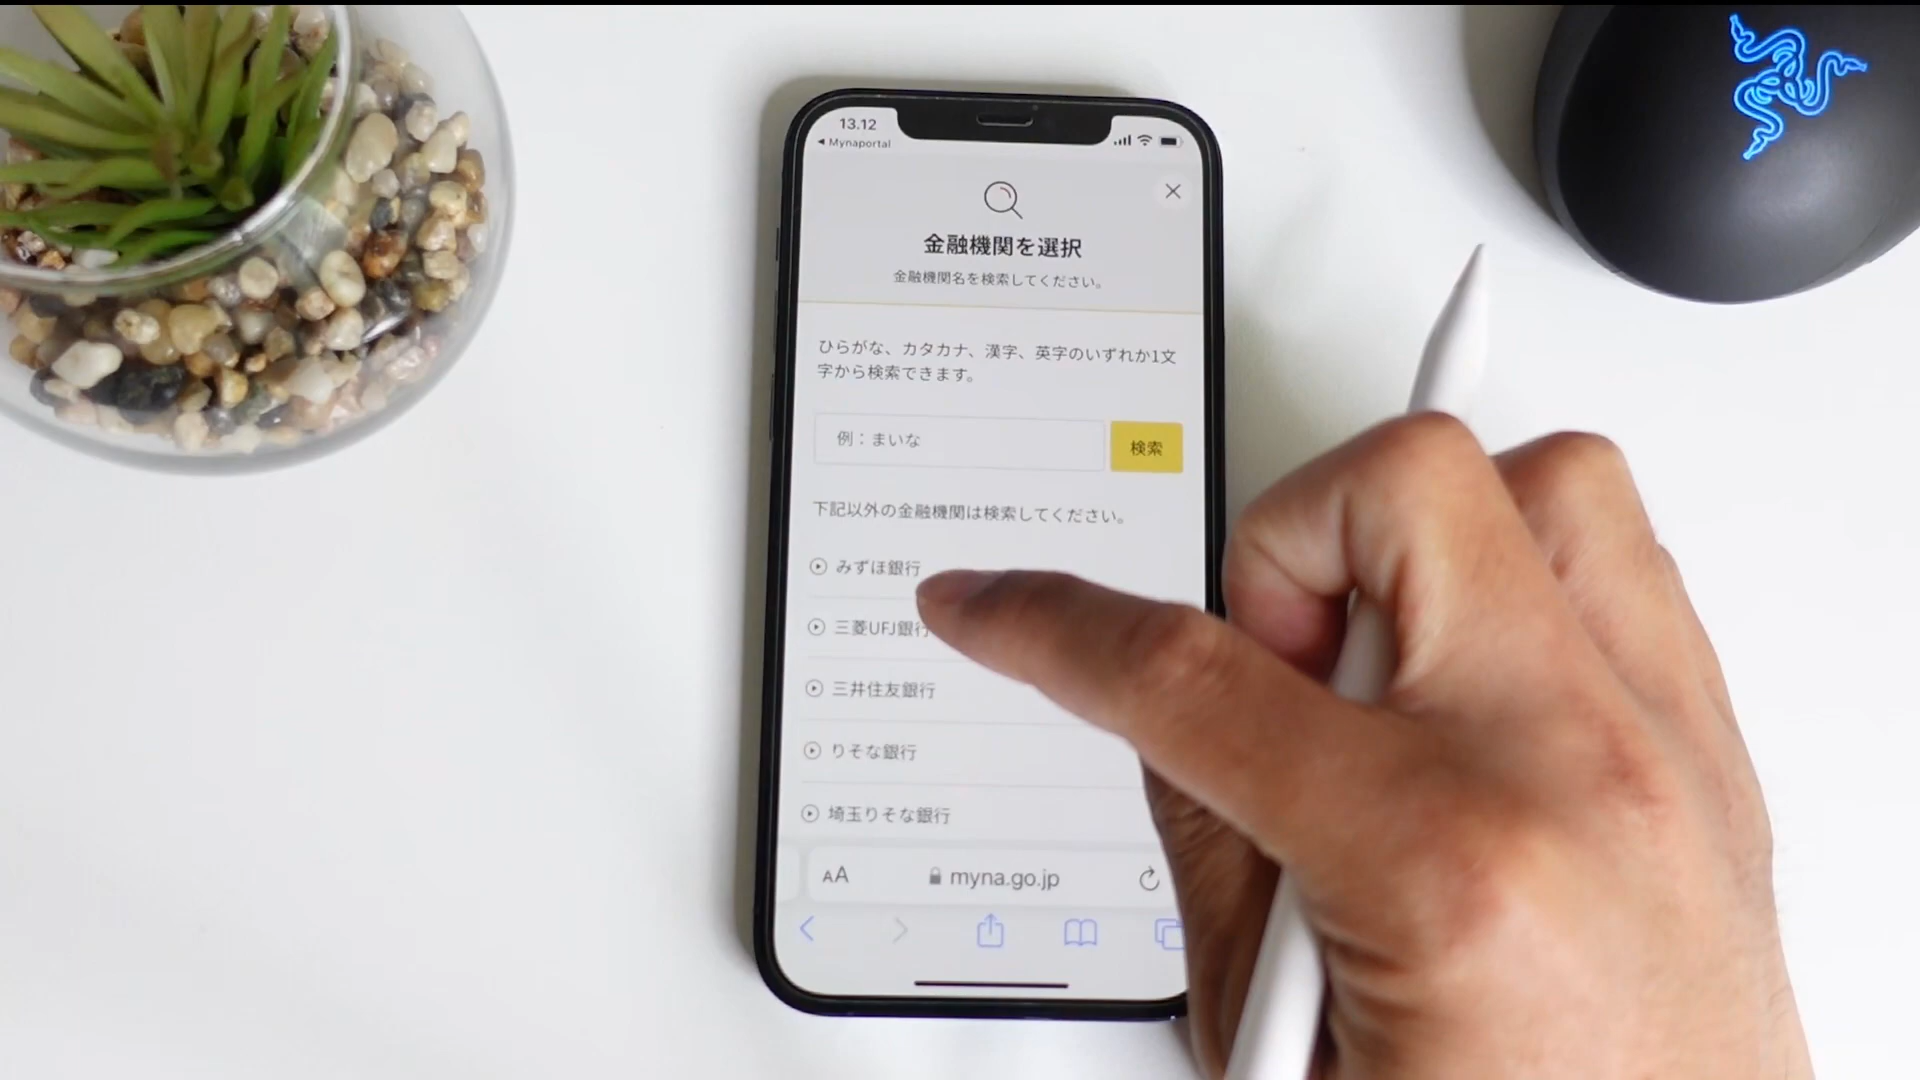 13.12
◀ Mynaportal
金融機関を選択
金融機関名を検索してください。
ひらがな、カタカナ、漢字、英字のいずれか1文
字から検索できます。
例：まいな
検索
下記以外の金融機関は検索してください。
みずほ銀行
三菱UFJ銀行
三井住友銀行
りそな銀行
埼玉りそな銀行
AA
myna.go.jp